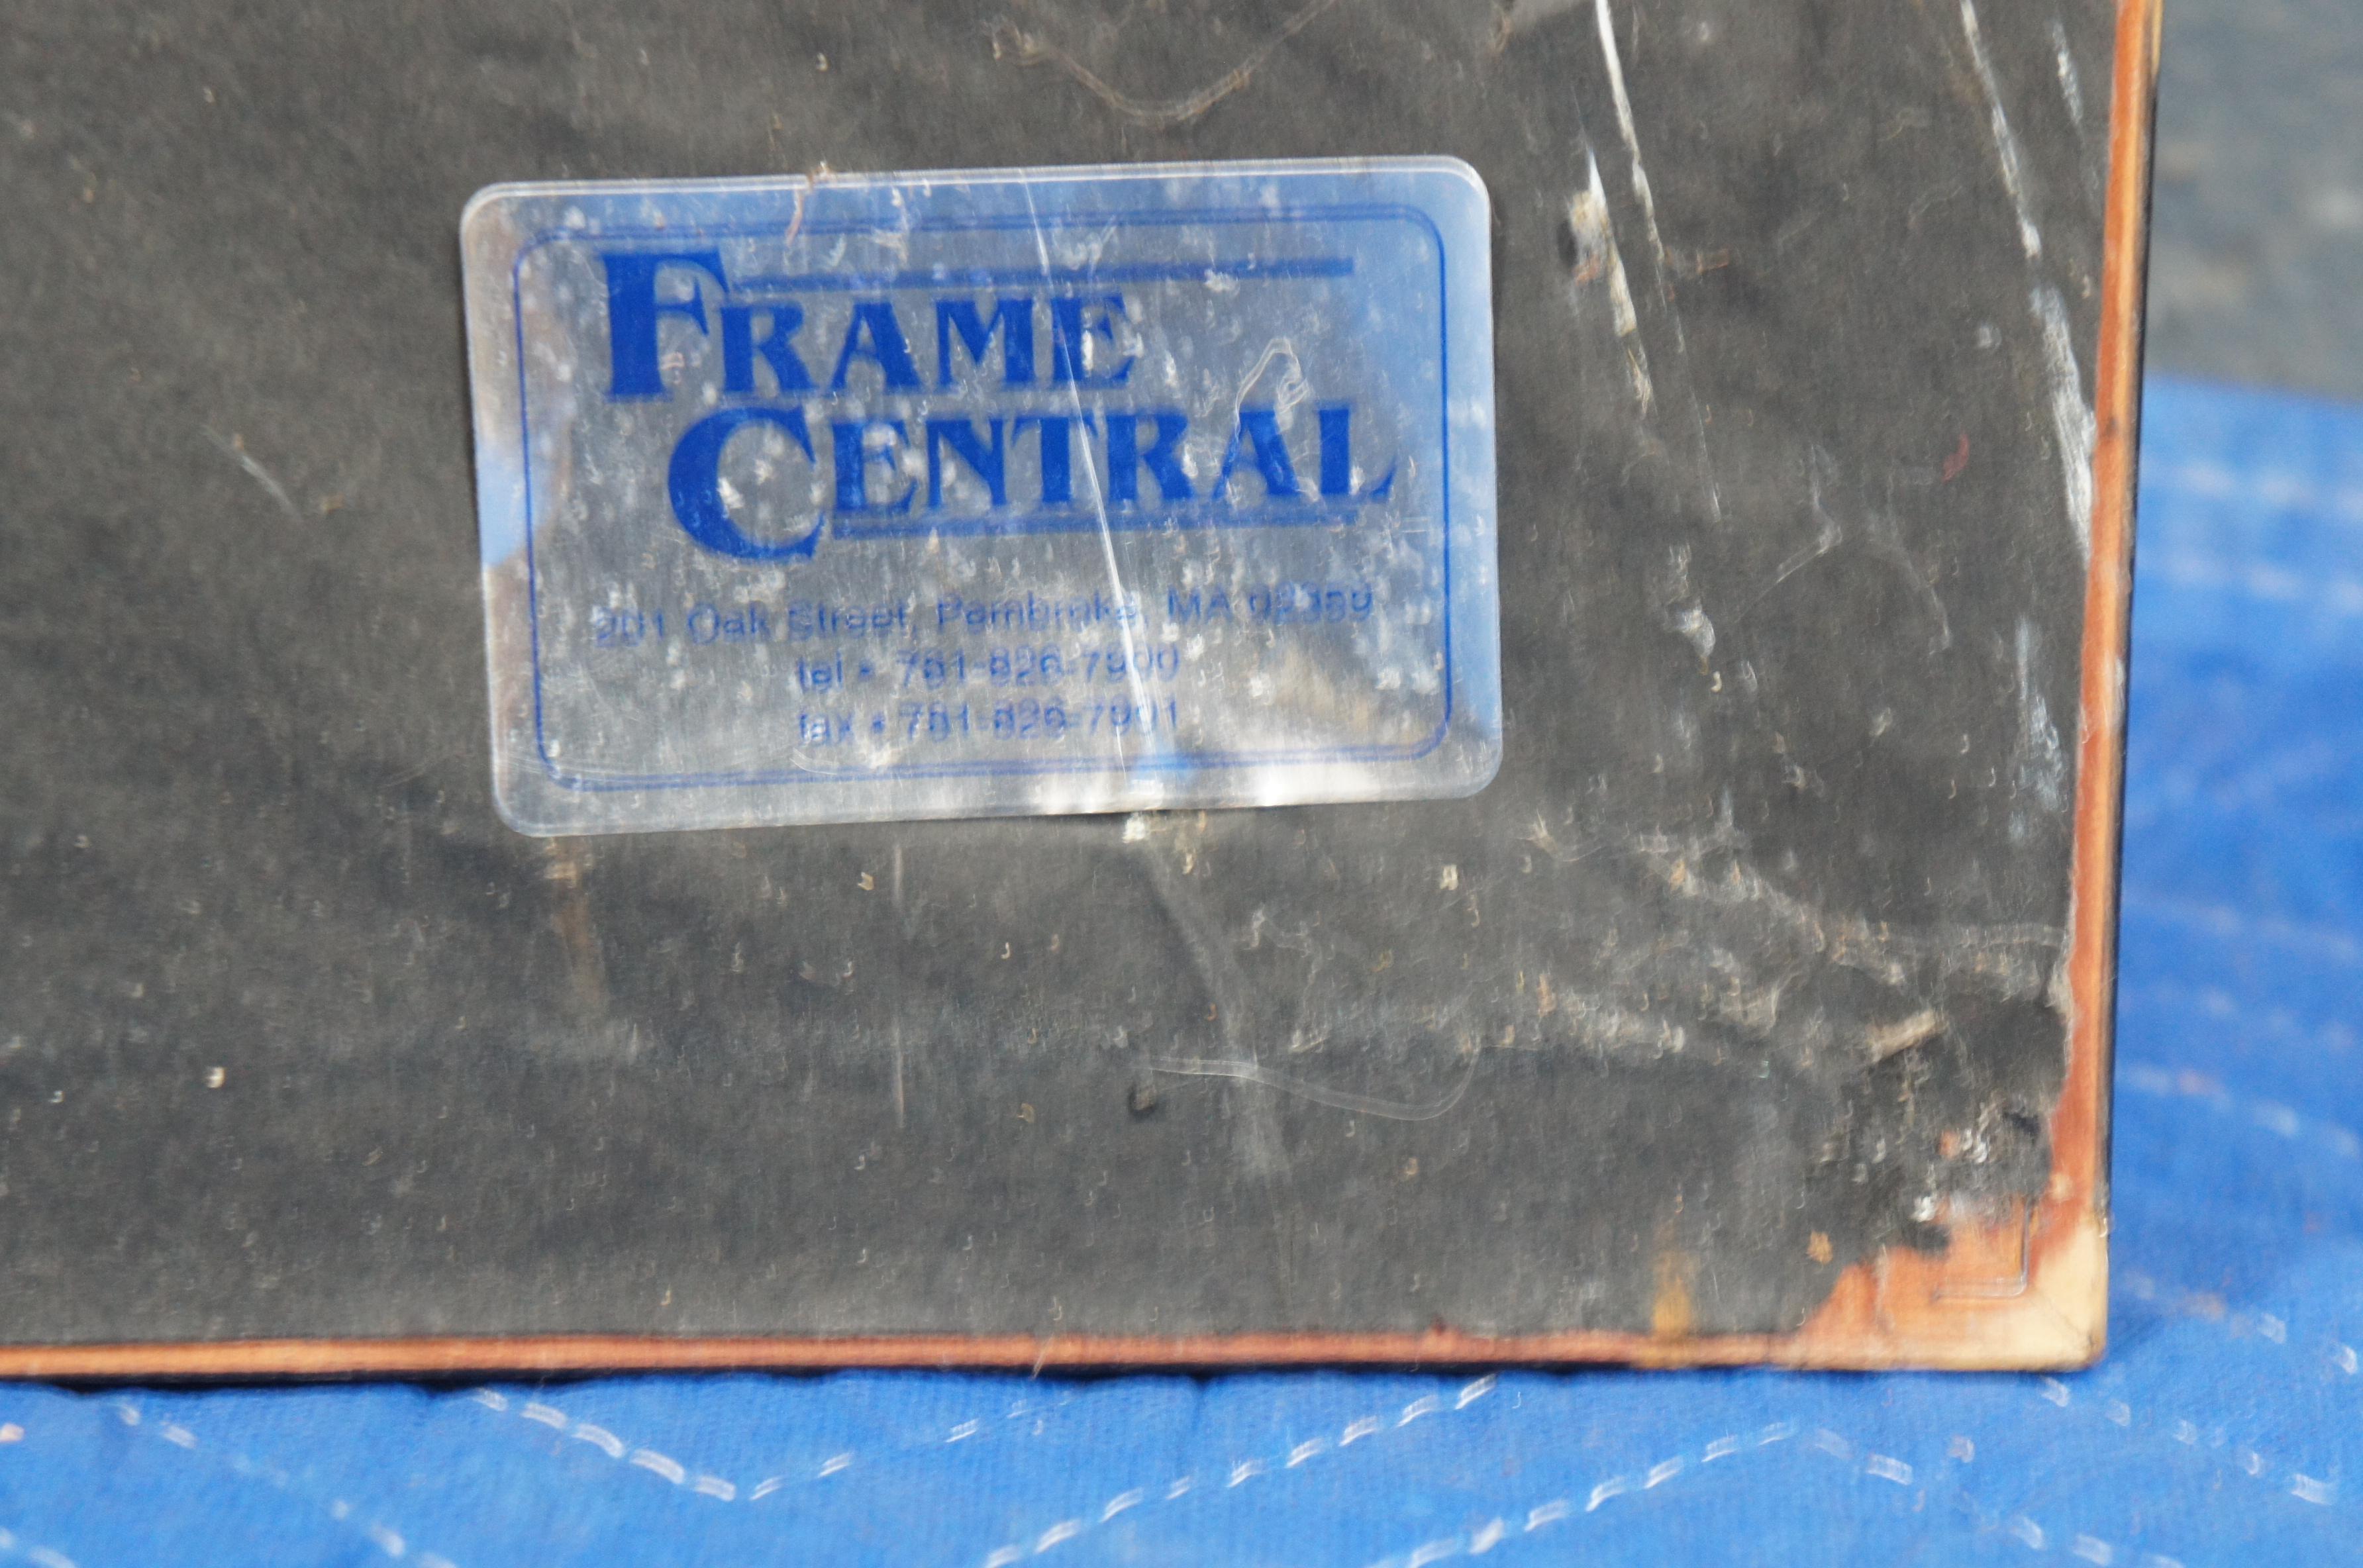 FRAME
CENTRAL
201 Oak Street, Pembroke, MA 02359
tel • 781-826-7900
fax • 781-826-7901